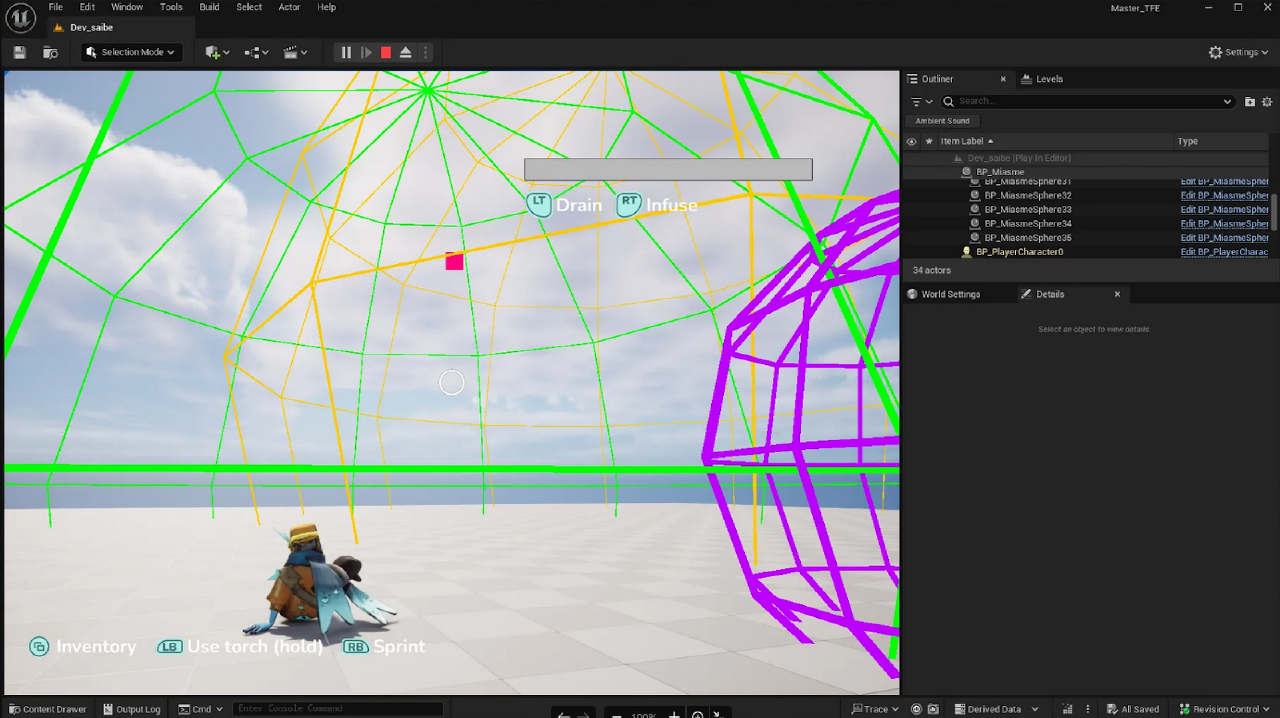 File Edit Window Tools Build Select Actor Help
Master_TFE
Dev_saibe
Selection Mode
Settings
Outliner
Levels
Search...
Ambient Sound
Item Label
Type
Dev_saibe (Play In Editor)
BP_Miasme
BP_MiasmeSphere31 Edit BP_MiasmeSpher
BP_MiasmeSphere32 Edit BP_MiasmeSpher
BP_MiasmeSphere33 Edit BP_MiasmeSpher
BP_MiasmeSphere34 Edit BP_MiasmeSpher
BP_MiasmeSphere35 Edit BP_MiasmeSpher
BP_PlayerCharacter0 Edit BP_PlayerCharac
34 actors
World Settings
Details
Select an object to view details.
LT Drain RT Infuse
Inventory LB Use torch (hold) RB Sprint
Content Drawer Output Log Cmd Enter Console Command
100%
Trace Derived Data All Saved Revision Control